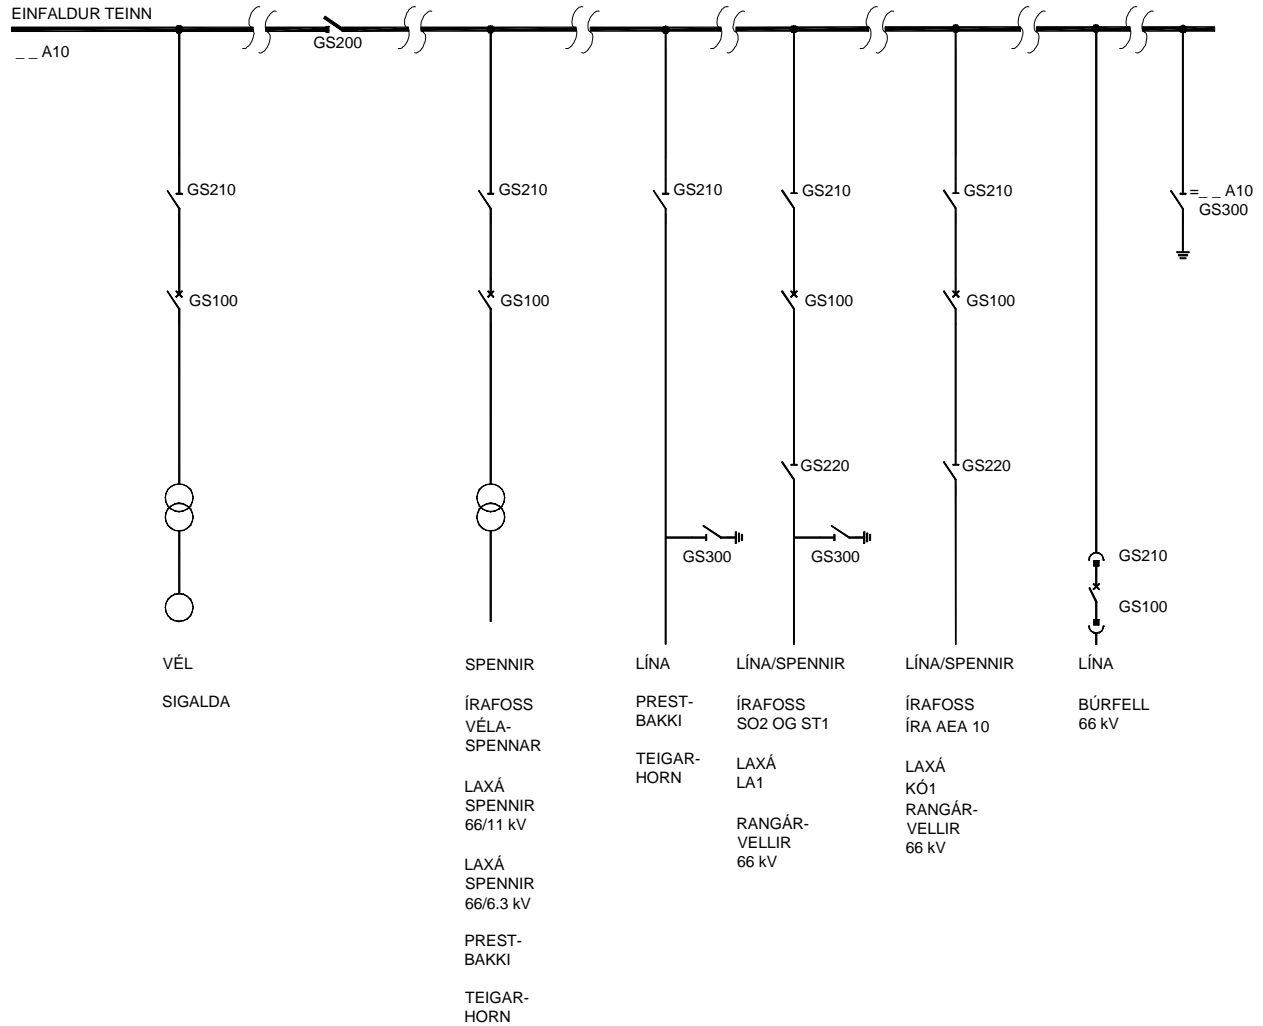 EINFALDUR TEINN
_ _ A10
GS200
GS210
GS100
GS210
GS100
GS210
GS300
GS210
GS100
GS220
GS300
GS210
GS100
GS220
GS210
GS100
=_ _ A10
GS300
VÉL
SIGALDA
SPENNIR
ÍRAFOSS
VÉLA-
SPENNAR
LAXÁ
SPENNIR
66/11 kV
LAXÁ
SPENNIR
66/6.3 kV
PREST-
BAKKI
TEIGAR-
HORN
LÍNA
PREST-
BAKKI
TEIGAR-
HORN
LÍNA/SPENNIR
ÍRAFOSS
SO2 OG ST1
LAXÁ
LA1
RANGÁR-
VELLIR
66 kV
LÍNA/SPENNIR
ÍRAFOSS
ÍRA AEA 10
LAXÁ
KÓ1
RANGÁR-
VELLIR
66 kV
LÍNA
BÚRFELL
66 kV